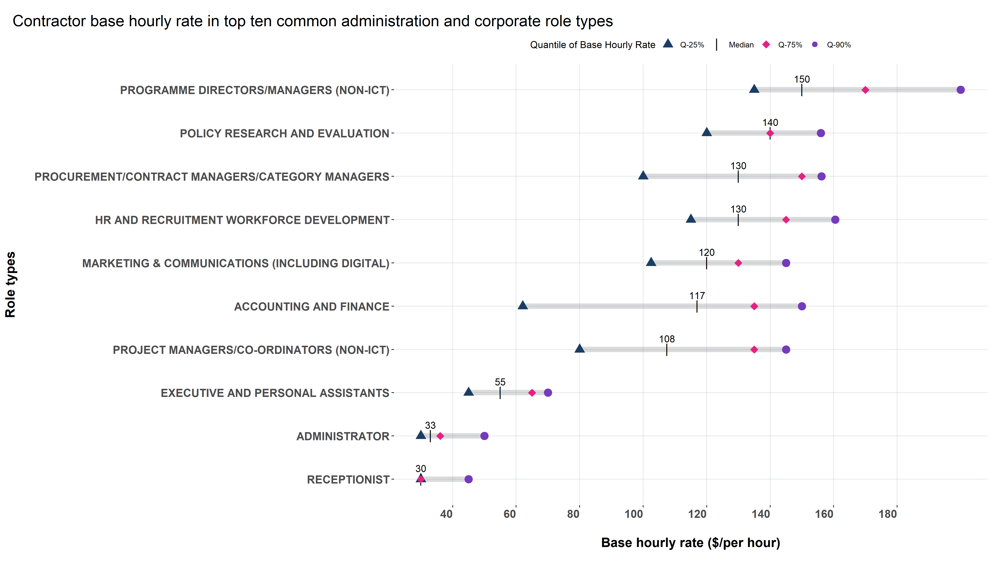 Contractor base hourly rate in top ten common administration and corporate role types
Quantile of Base Hourly Rate Q-25% Median Q-75% Q-90%
PROGRAMME DIRECTORS/MANAGERS (NON-ICT)
150
POLICY RESEARCH AND EVALUATION
140
PROCUREMENT/CONTRACT MANAGERS/CATEGORY MANAGERS
130
HR AND RECRUITMENT WORKFORCE DEVELOPMENT
130
MARKETING & COMMUNICATIONS (INCLUDING DIGITAL)
120
ACCOUNTING AND FINANCE
117
PROJECT MANAGERS/CO-ORDINATORS (NON-ICT)
108
EXECUTIVE AND PERSONAL ASSISTANTS
55
ADMINISTRATOR
33
RECEPTIONIST
30
Role types
40 60 80 100 120 140 160 180
Base hourly rate ($/per hour)